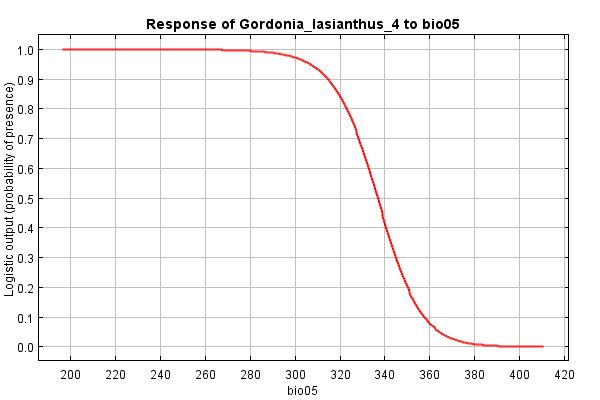 Response of Gordonia_lasianthus_4 to bio05
Logistic output (probability of presence)
1.0
0.9
0.8
0.7
0.6
0.5
0.4
0.3
0.2
0.1
0.0
200 220 240 260 280 300 320 340 360 380 400 420
bio05